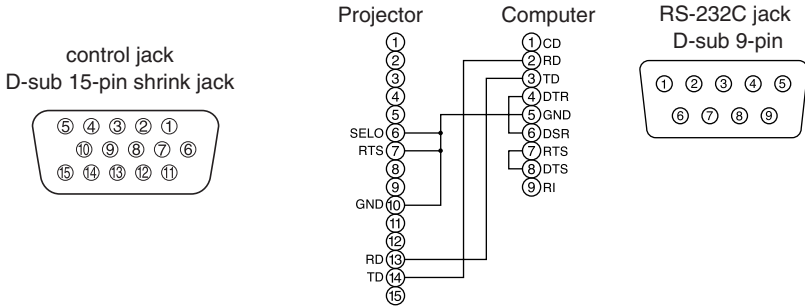 control jack
D-sub 15-pin shrink jack
⑤ ④ ③ ② ①
⑩ ⑨ ⑧ ⑦ ⑥
⑮ ⑭ ⑬ ⑫ ⑪
Projector
①
②
③
④
⑤
SELO ⑥
RTS ⑦
⑧
⑨
GND ⑩
⑪
⑫
RD ⑬
TD ⑭
⑮
Computer
① CD
② RD
③ TD
④ DTR
⑤ GND
⑥ DSR
⑦ RTS
⑧ DTS
⑨ RI
RS-232C jack
D-sub 9-pin
① ② ③ ④ ⑤
⑥ ⑦ ⑧ ⑨